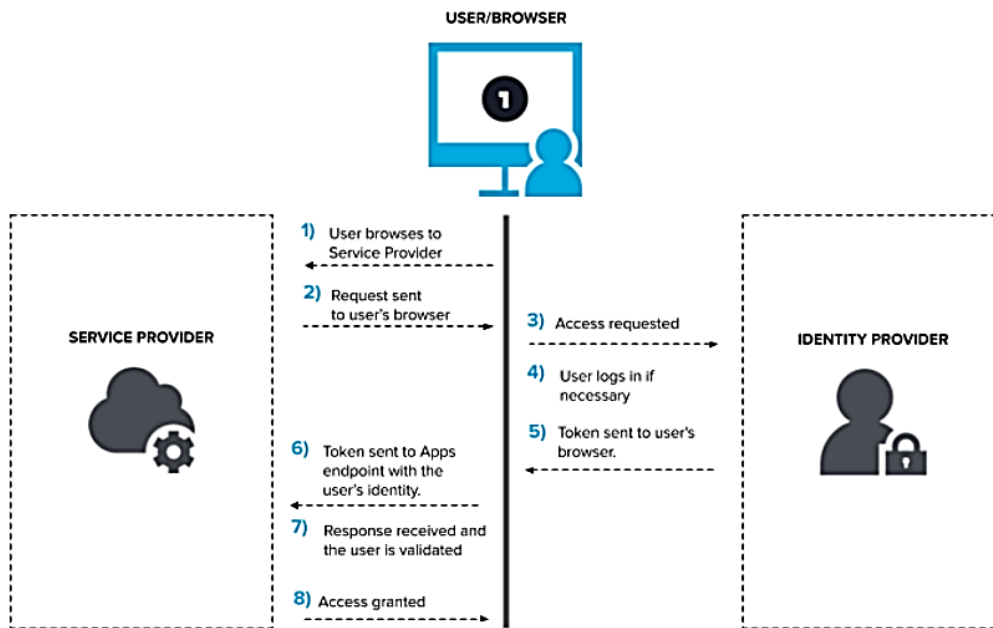 USER/BROWSER
1
1) User browses to
Service Provider
2) Request sent
to user's browser
SERVICE PROVIDER
3) Access requested
IDENTITY PROVIDER
4) User logs in if
necessary
5) Token sent to user's
browser.
6) Token sent to Apps
endpoint with the
user's identity.
7) Response received and
the user is validated
8) Access granted